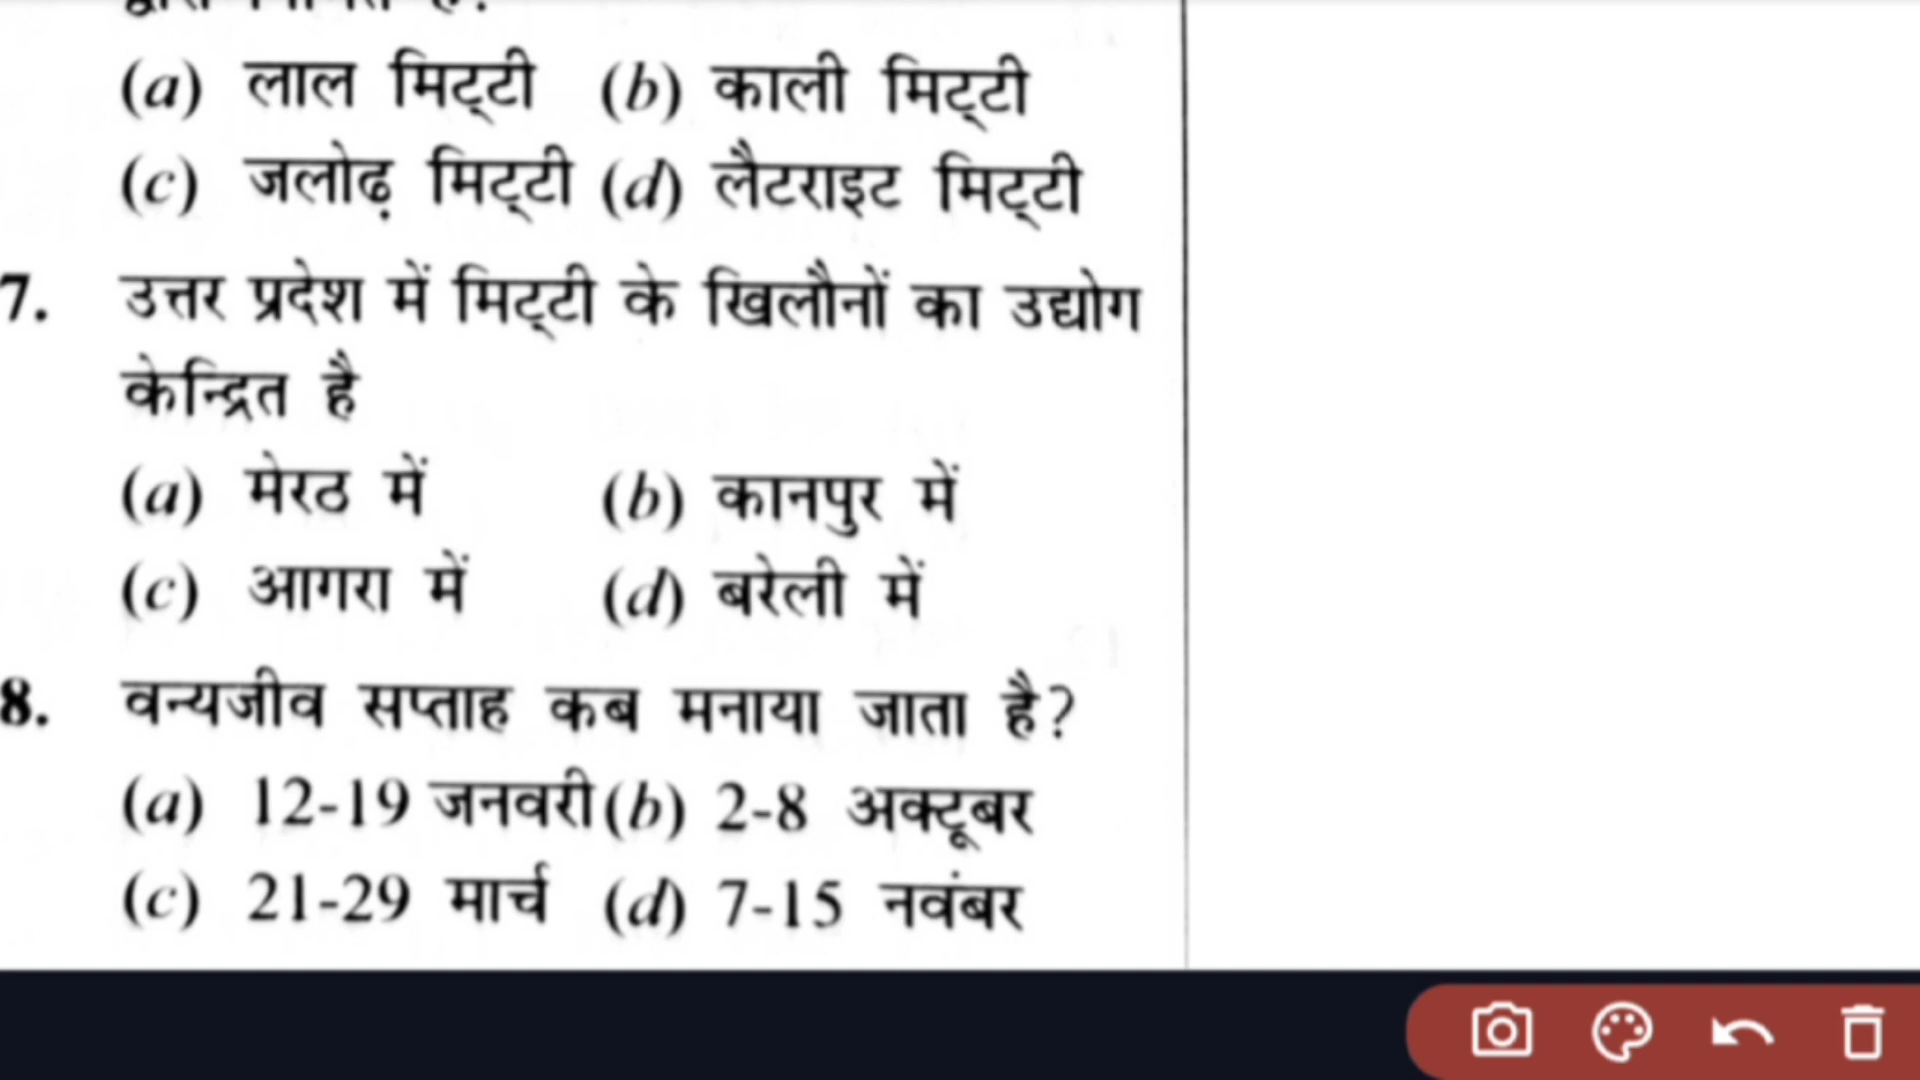 (a) लाल मिट्टी (b) काली मिट्टी
(c) जलोढ़ मिट्टी (d) लैटराइट मिट्टी
7. उत्तर प्रदेश में मिट्टी के खिलौनों का उद्योग
केन्द्रित है
(a) मेरठ में (b) कानपुर में
(c) आगरा में (d) बरेली में
8. वन्यजीव सप्ताह कब मनाया जाता है?
(a) 12-19 जनवरी (b) 2-8 अक्टूबर
(c) 21-29 मार्च (d) 7-15 नवंबर